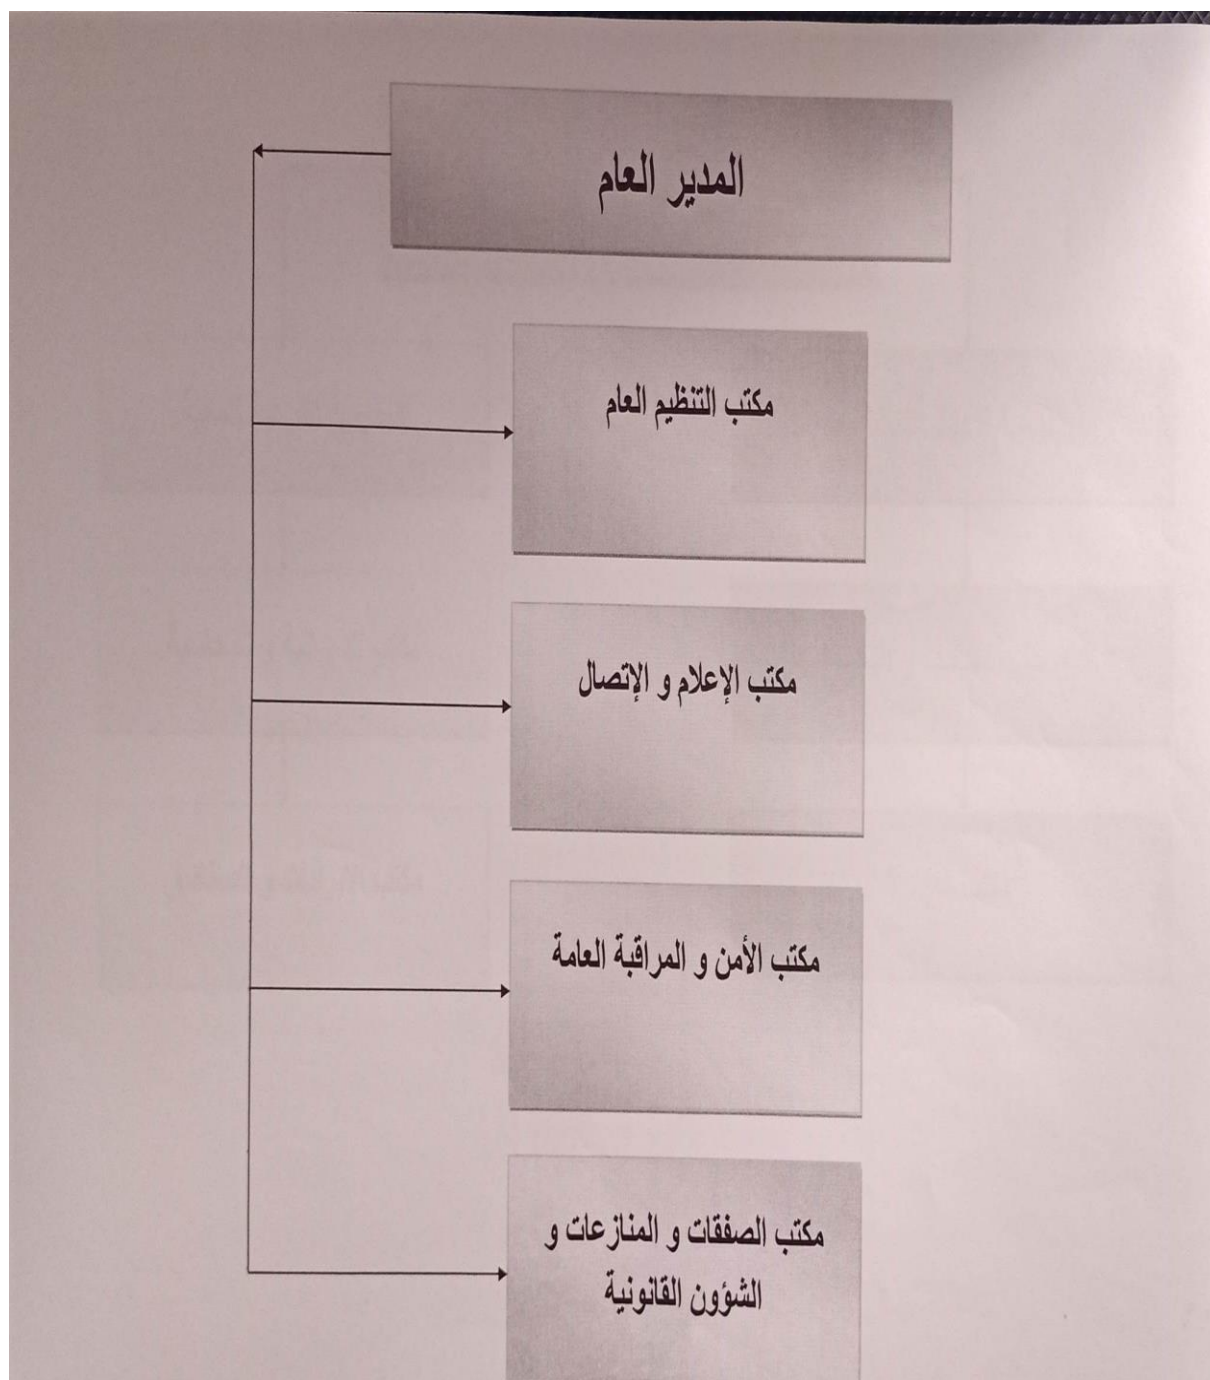 المدير العام
مكتب التنظيم العام
مكتب الإعلام و الإتصال
مكتب الأمن و المراقبة العامة
مكتب الصفقات و المنازعات و
الشؤون القانونية